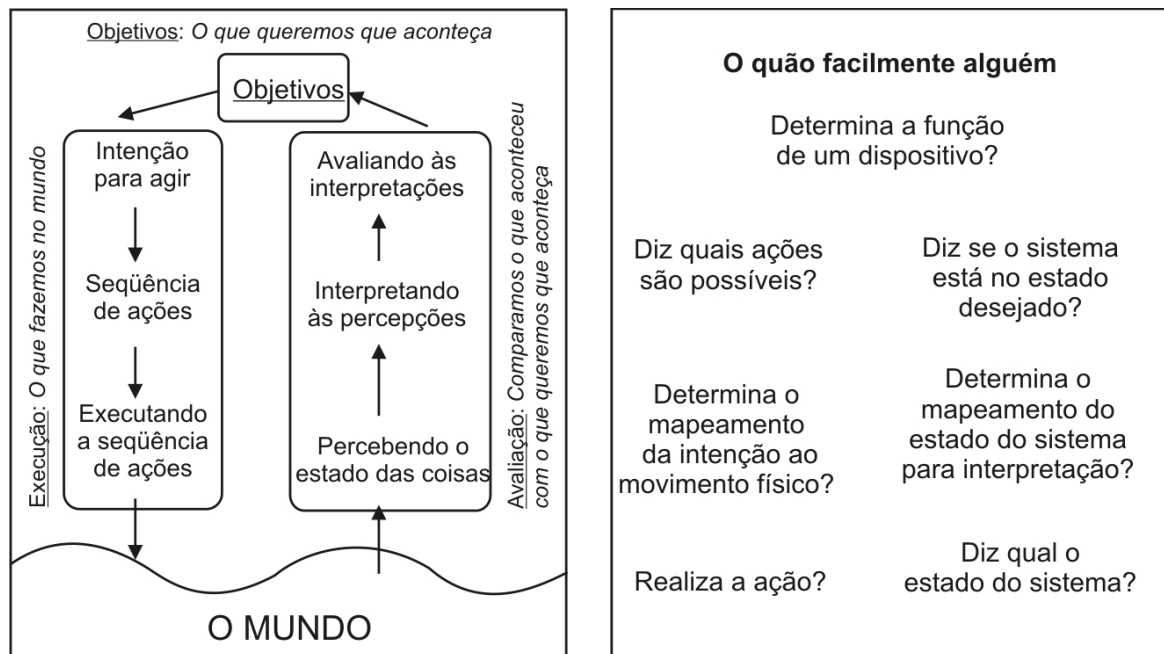 Objetivos: O que queremos que aconteça
Objetivos
Execução: O que fazemos no mundo
Intenção
para agir
Seqüência
de ações
Executando
a seqüência
de ações
Avaliando às
interpretações
Interpretando
às percepções
Percebendo o
estado das coisas
Avaliação: Comparamos o que aconteceu
com o que queremos que aconteça
O MUNDO
O quão facilmente alguém
Determina a função
de um dispositivo?
Diz quais ações
são possíveis?
Diz se o sistema
está no estado
desejado?
Determina o
mapeamento
da intenção ao
movimento físico?
Determina o
mapeamento do
estado do sistema
para interpretação?
Realiza a ação?
Diz qual o
estado do sistema?